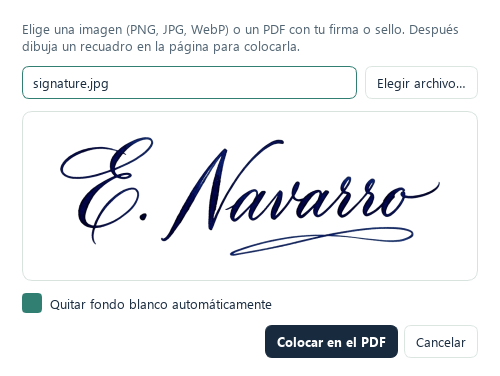 Elige una imagen (PNG, JPG, WebP) o un PDF con tu firma o sello. Después
dibuja un recuadro en la página para colocarla.
signature.jpg
Elegir archivo...
E. Navarro
Quitar fondo blanco automáticamente
Colocar en el PDF
Cancelar